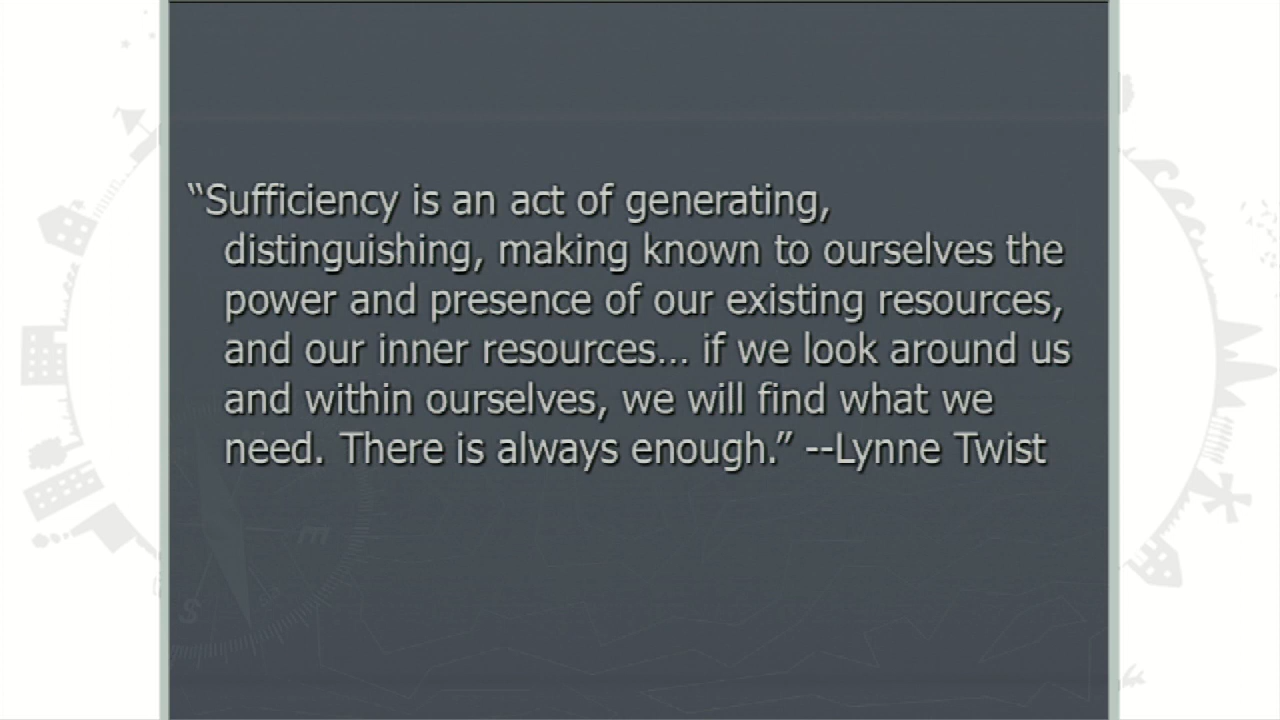 “Sufficiency is an act of generating,
distinguishing, making known to ourselves the
power and presence of our existing resources,
and our inner resources… if we look around us
and within ourselves, we will find what we
need. There is always enough.” --Lynne Twist
E
S